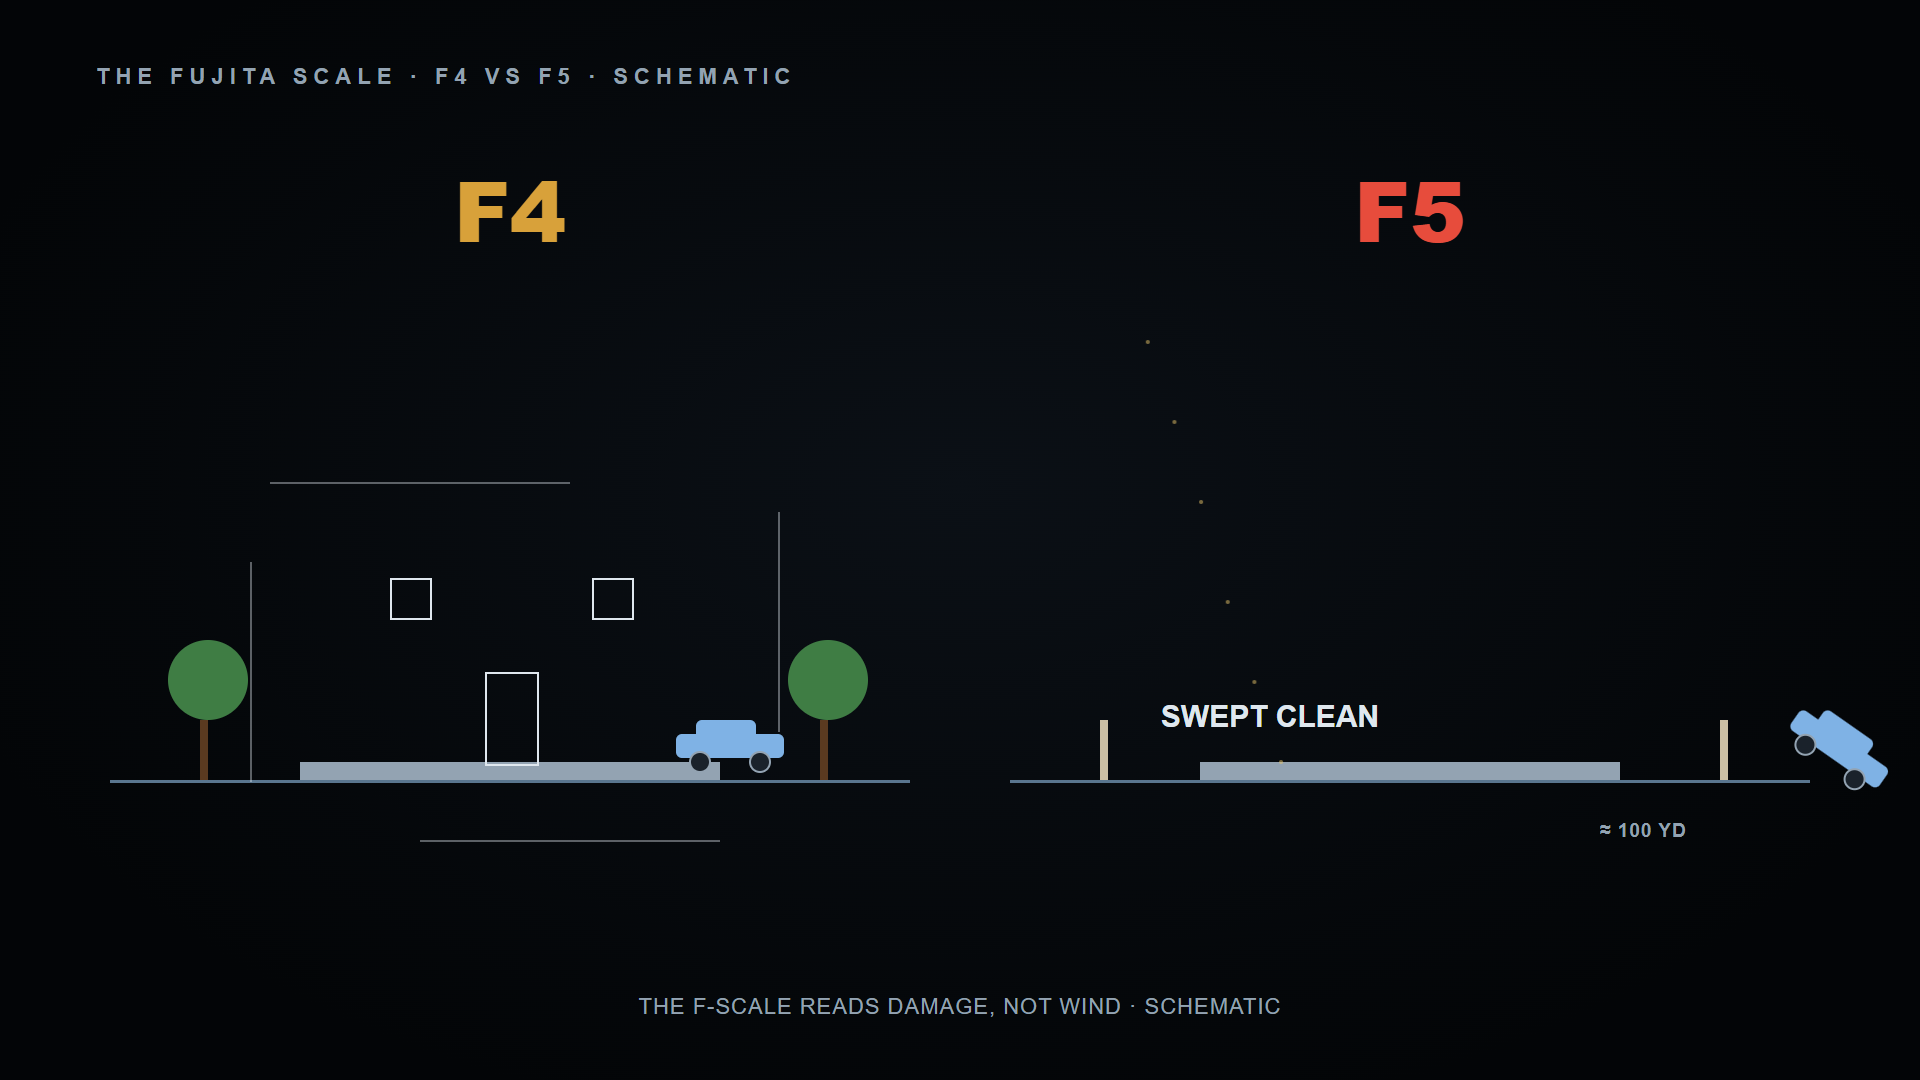 THE FUJITA SCALE · F4 VS F5 · SCHEMATIC
F4
F5
SWEPT CLEAN
≈ 100 YD
THE F-SCALE READS DAMAGE, NOT WIND · SCHEMATIC